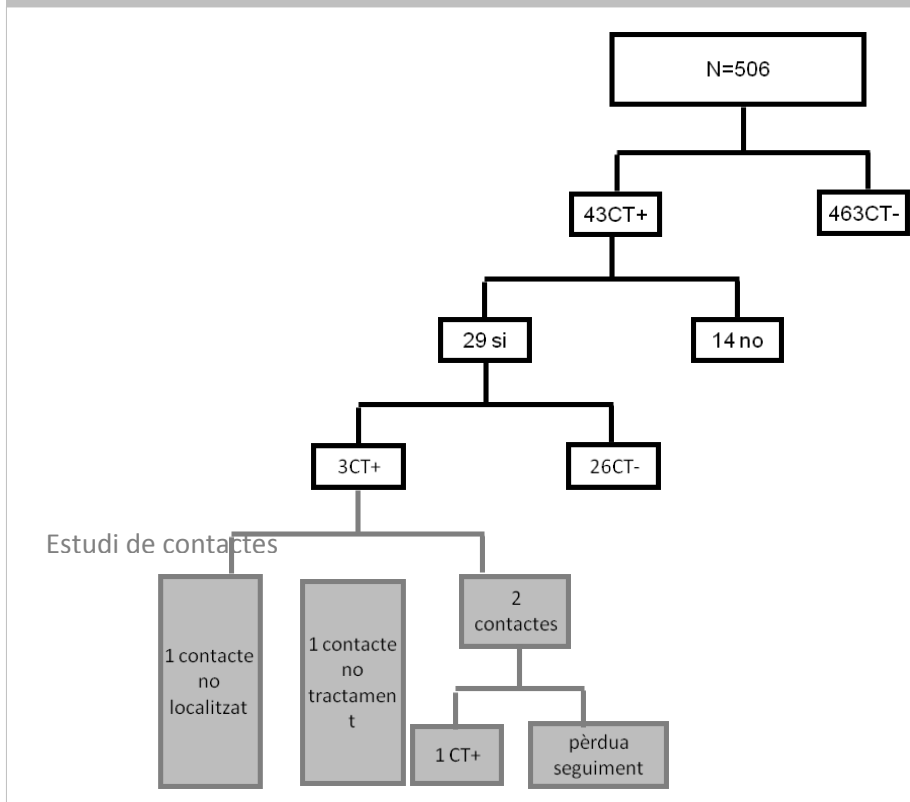 N=506
43CT+
463CT-
29 si
14 no
3CT+
26CT-
Estudi de contactes
1 contacte
no
localitzat
1 contacte
no
tractamen
t
2
contactes
1 CT+
pèrdua
seguiment